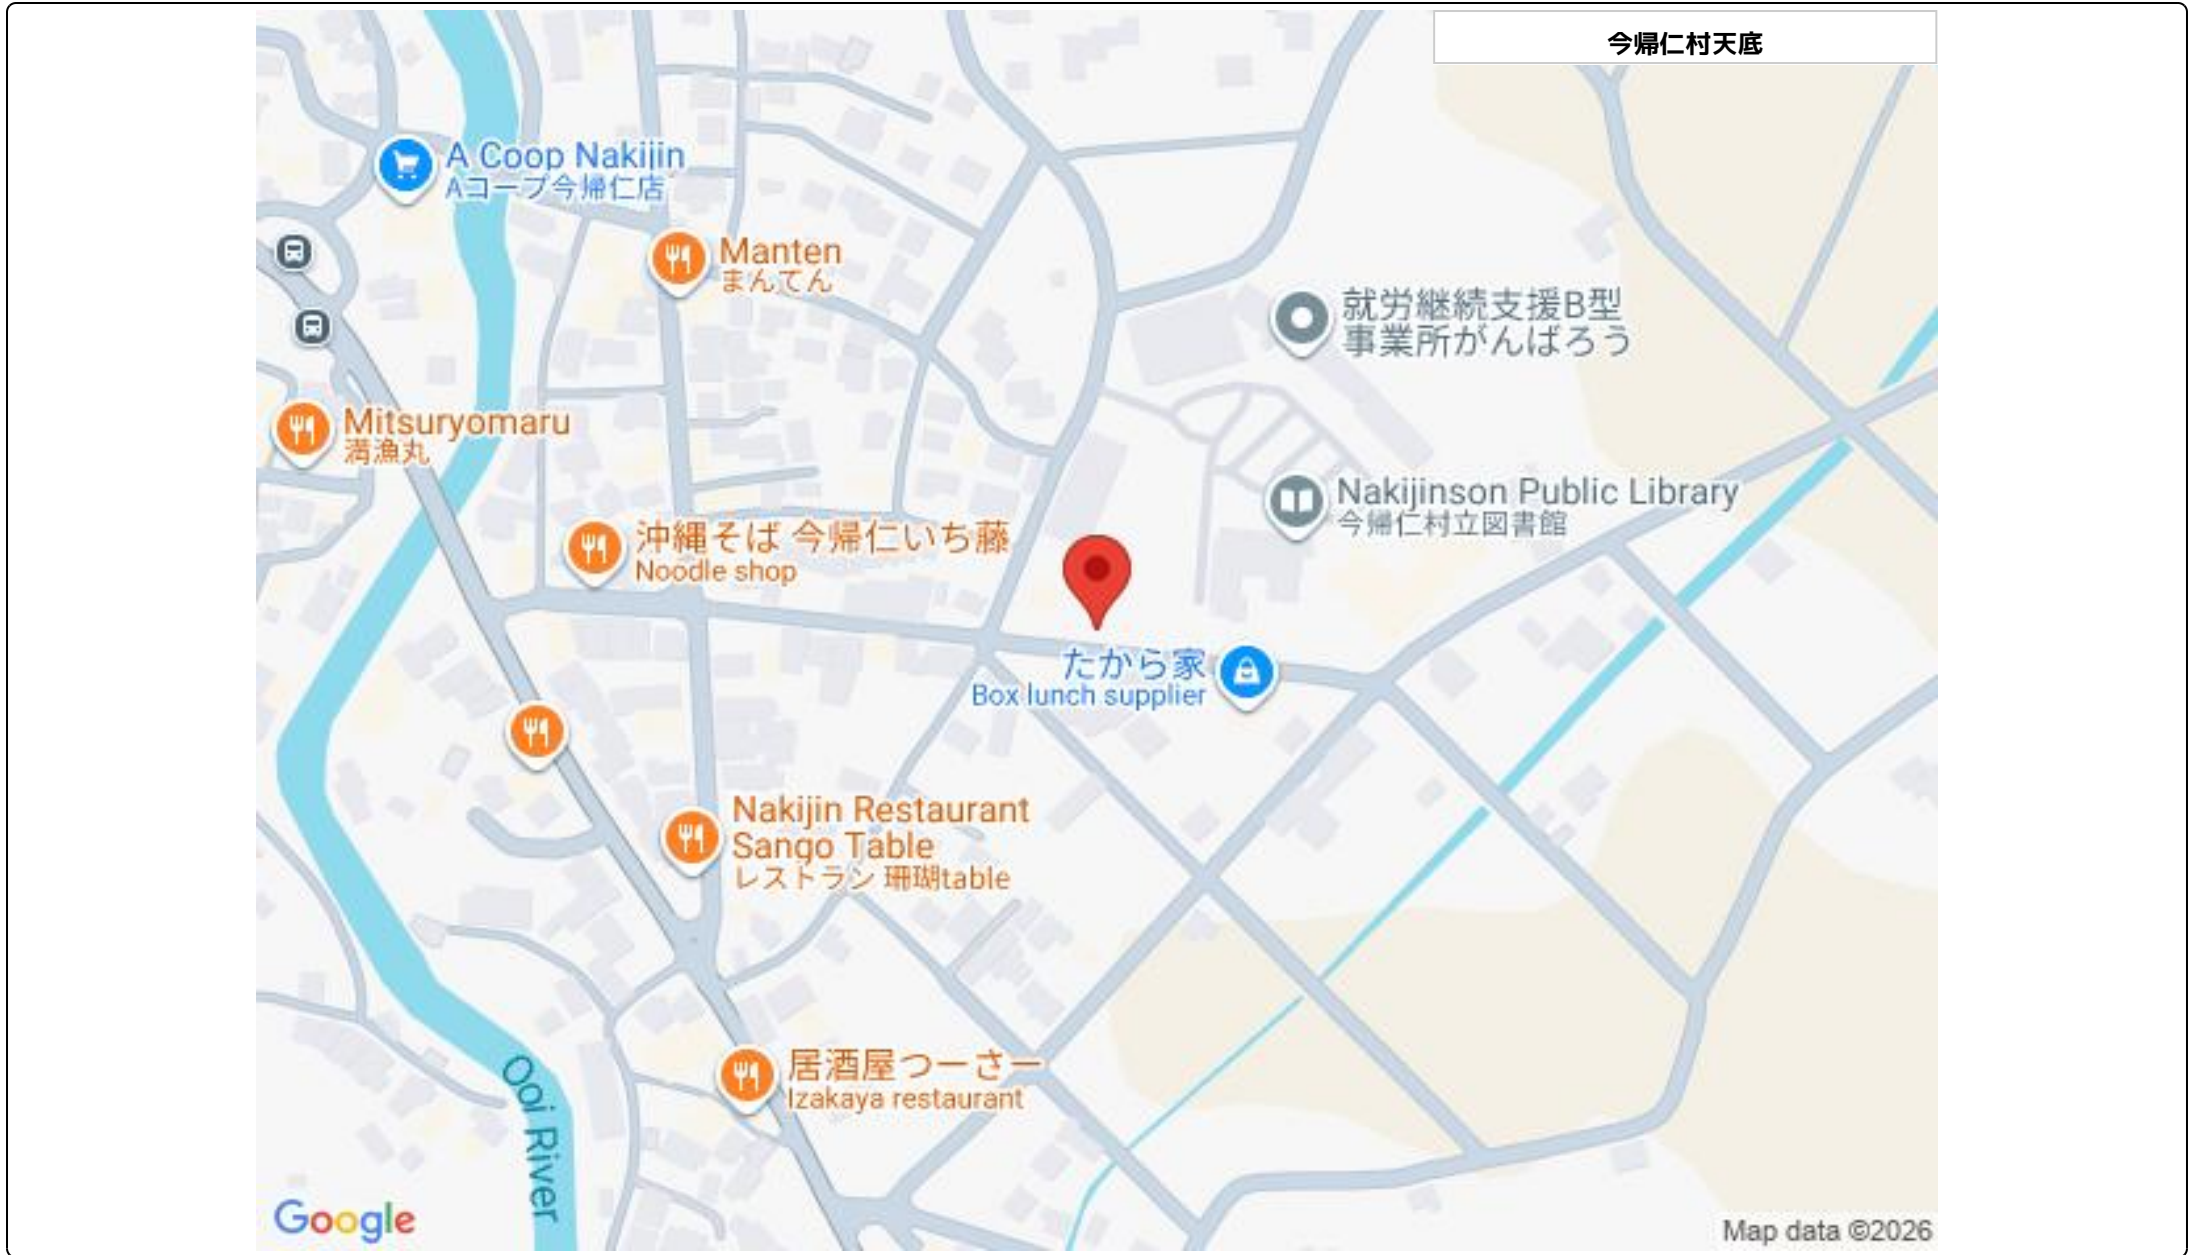 今帰仁村天底
A Coop Nakijin
Aコープ今帰仁店
Manten
まんてん
就労継続支援B型
事業所がんばろう
Mitsuryomaru
満漁丸
Nakijinson Public Library
今帰仁村立図書館
沖縄そば 今帰仁いち藤
Noodle shop
たから家
Box lunch supplier
Nakijin Restaurant
Sango Table
レストラン 珊瑚table
居酒屋つーさー
Izakaya restaurant
Ooi River
Google
Map data ©2026